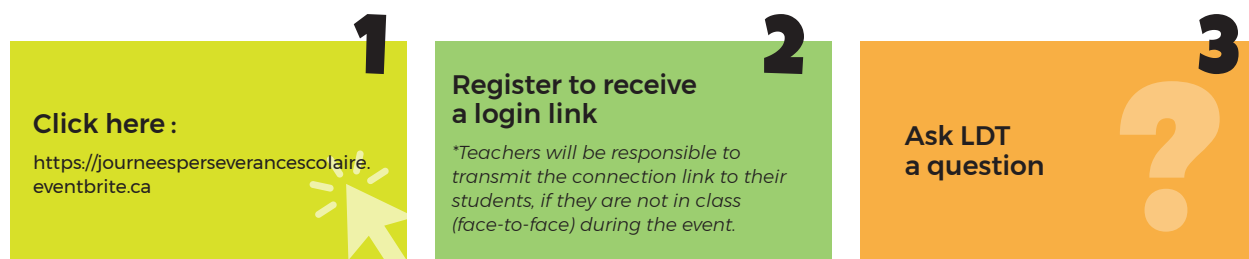 1
Click here :
https://journeesperseverancescolaire.
eventbrite.ca
2
Register to receive
a login link
*Teachers will be responsible to
transmit the connection link to their
students, if they are not in class
(face-to-face) during the event.
3
Ask LDT
a question
?